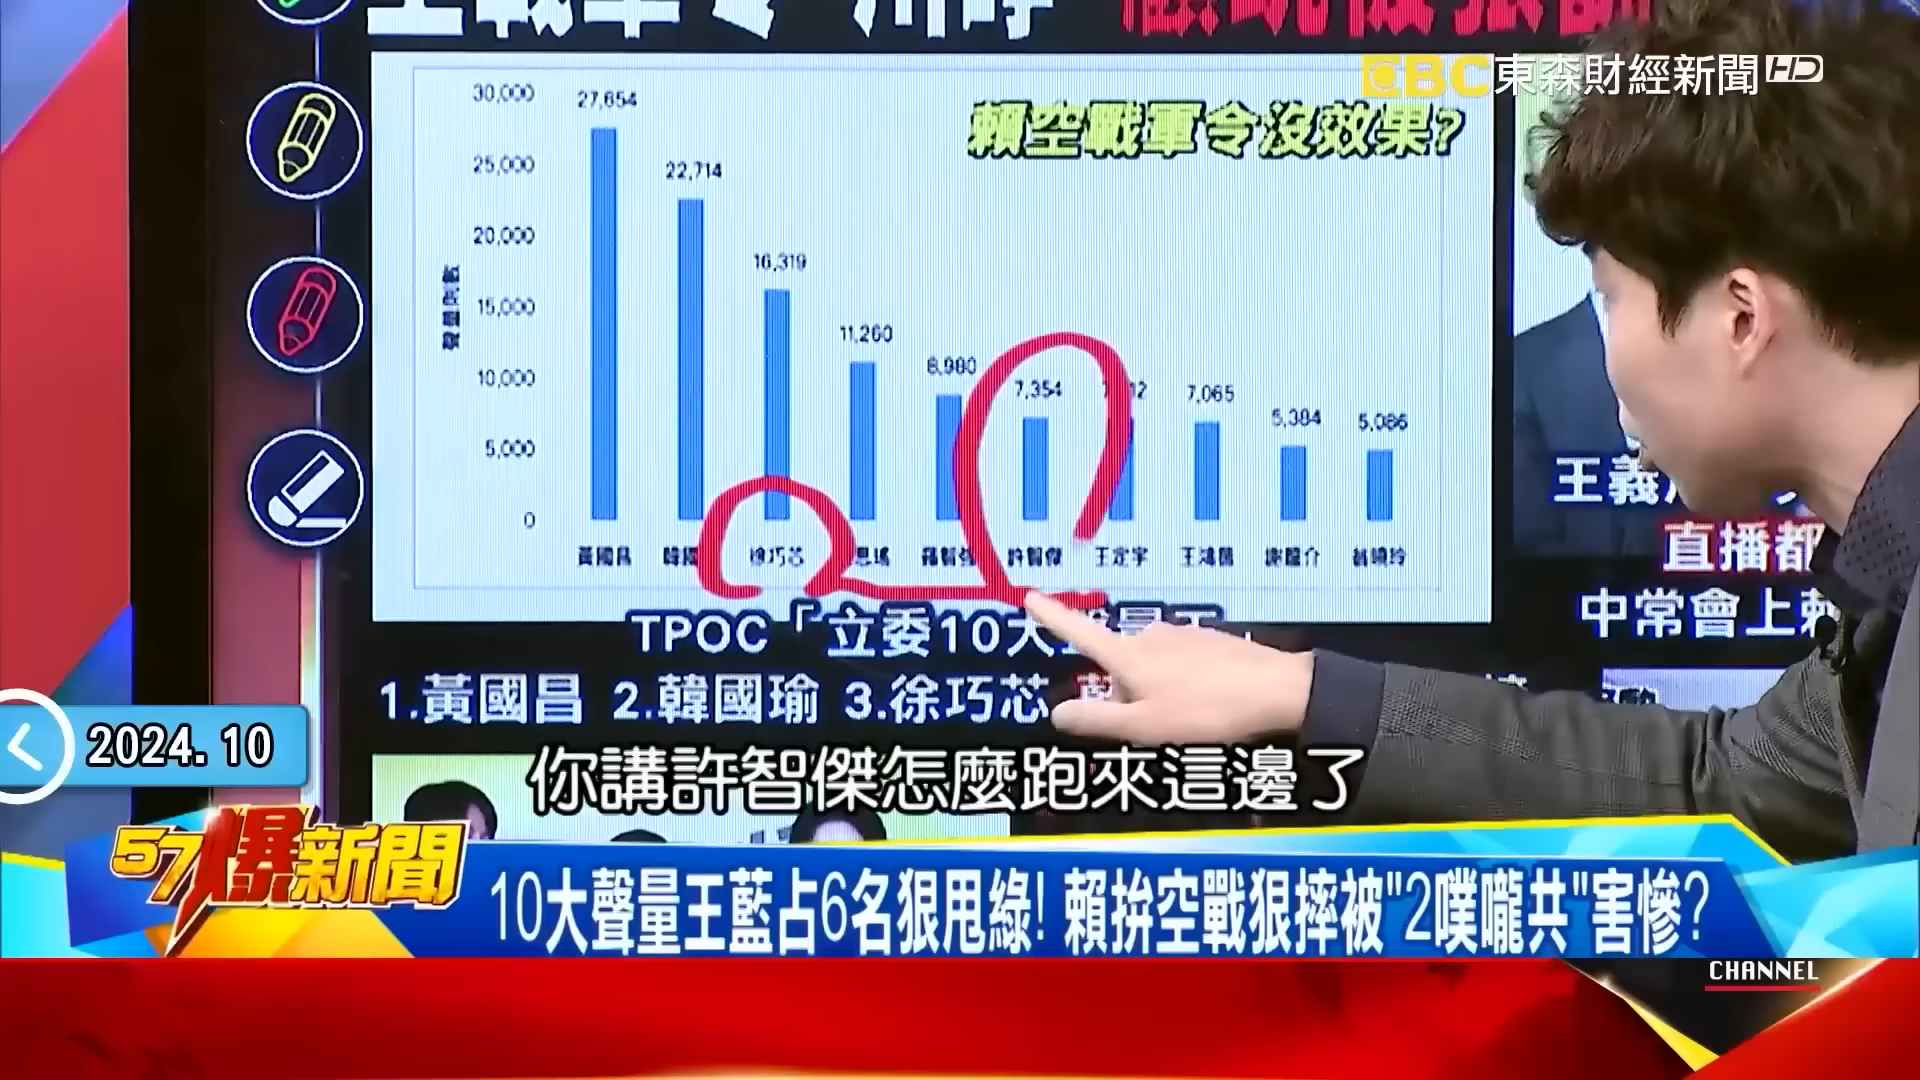 EBC 東森財經新聞 HD
賴空戰軍令沒效果?
30,000
25,000
20,000
15,000
10,000
5,000
0
27,654
22,714
16,319
11,260
8,980
7,354
7,065
5,384
5,086
黃國昌
徐巧芯
許智傑
王定宇
王鴻薇
謝龍介
翁曉玲
TPOC「立委10大
1.黃國昌 2.韓國瑜 3.徐巧芯
王義
直播都
中常會上
你講許智傑怎麼跑來這邊了
2024.10
57爆新聞
10大聲量王藍占6名狠甩綠! 賴拚空戰狠摔被"2噗嚨共"害慘?
CHANNEL